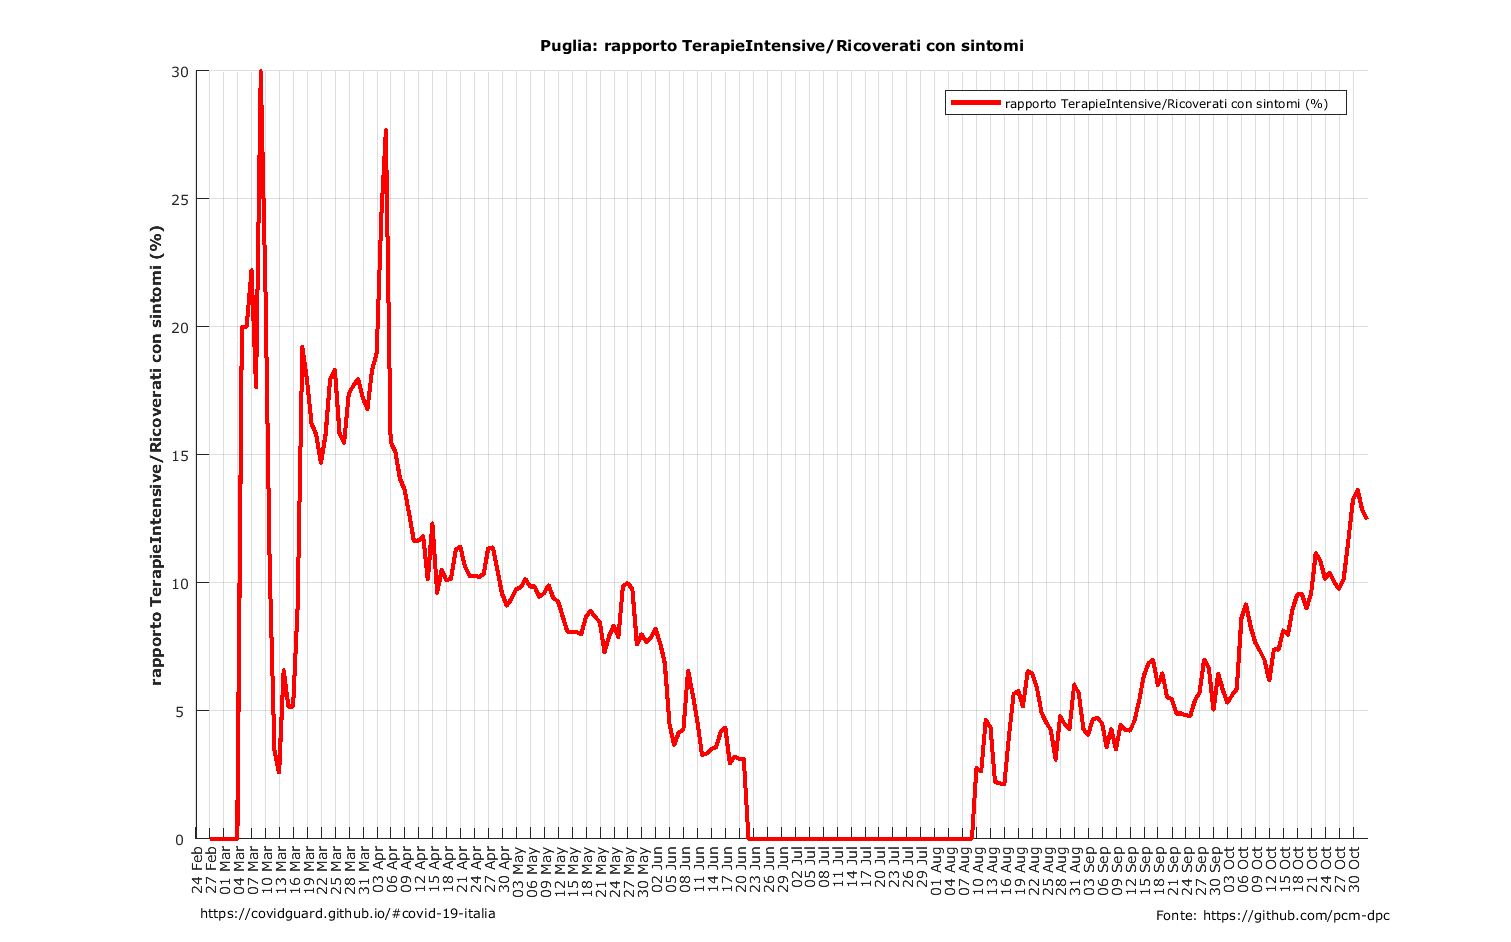 Puglia: rapporto TerapieIntensive/Ricoverati con sintomi
rapporto TerapieIntensive/Ricoverati con sintomi (%)
rapporto TerapieIntensive/Ricoverati con sintomi (%)
30
25
20
15
10
5
0
24 Feb
27 Feb
01 Mar
04 Mar
07 Mar
10 Mar
13 Mar
16 Mar
19 Mar
22 Mar
25 Mar
28 Mar
31 Mar
03 Apr
06 Apr
09 Apr
12 Apr
15 Apr
18 Apr
21 Apr
24 Apr
27 Apr
30 Apr
03 May
06 May
09 May
12 May
15 May
18 May
21 May
24 May
27 May
30 May
02 Jun
05 Jun
08 Jun
11 Jun
14 Jun
17 Jun
20 Jun
23 Jun
26 Jun
29 Jun
02 Jul
05 Jul
08 Jul
11 Jul
14 Jul
17 Jul
20 Jul
23 Jul
26 Jul
29 Jul
01 Aug
04 Aug
07 Aug
10 Aug
13 Aug
16 Aug
19 Aug
22 Aug
25 Aug
28 Aug
31 Aug
03 Sep
06 Sep
09 Sep
12 Sep
15 Sep
18 Sep
21 Sep
24 Sep
27 Sep
30 Sep
03 Oct
06 Oct
09 Oct
12 Oct
15 Oct
18 Oct
21 Oct
24 Oct
27 Oct
30 Oct
https://covidguard.github.io/#covid-19-italia
Fonte: https://github.com/pcm-dpc